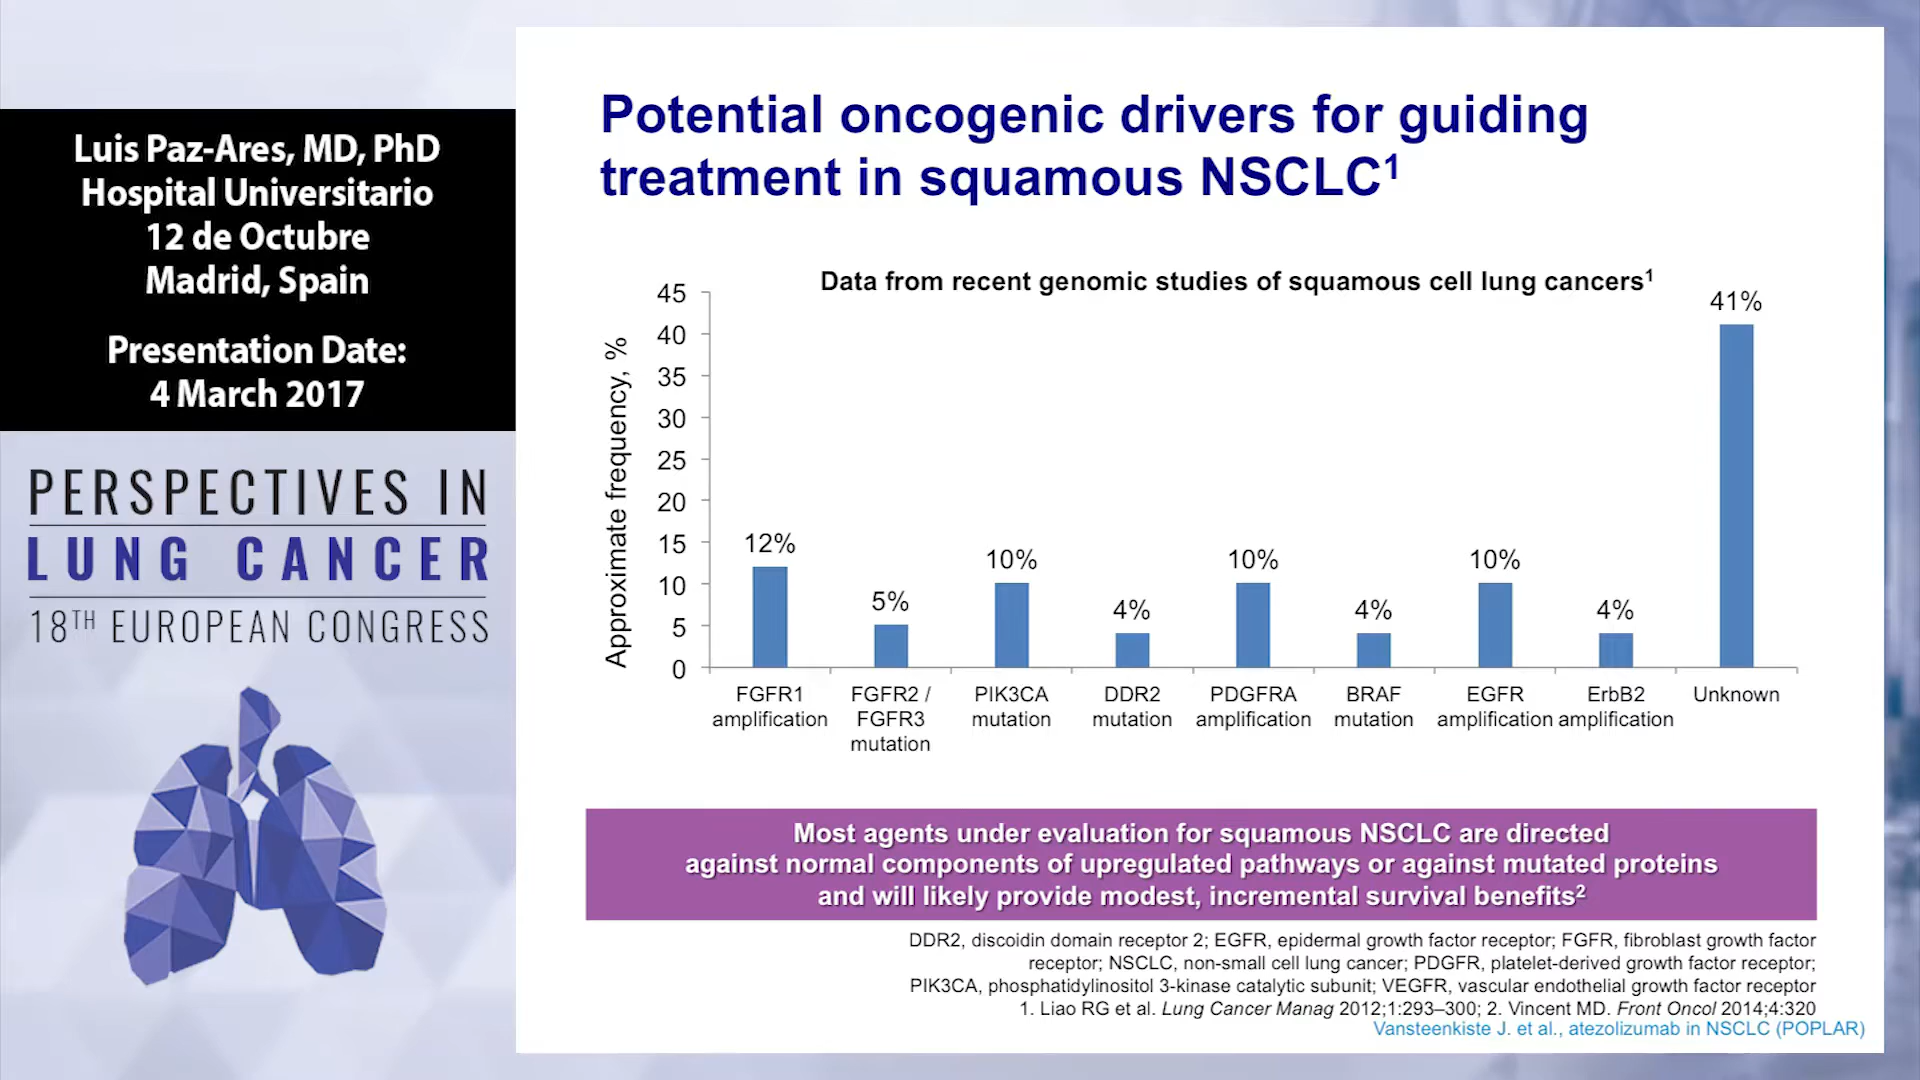 Luis Paz-Ares, MD, PhD
Hospital Universitario
12 de Octubre
Madrid, Spain
Presentation Date:
4 March 2017
PERSPECTIVES IN
LUNG CANCER
18TH EUROPEAN CONGRESS
Potential oncogenic drivers for guiding
treatment in squamous NSCLC1
Data from recent genomic studies of squamous cell lung cancers1
Approximate frequency, %
45
40
35
30
25
20
15
10
5
0
12%
5%
10%
4%
10%
4%
10%
4%
41%
FGFR1
amplification
FGFR2 /
FGFR3
mutation
PIK3CA
mutation
DDR2
mutation
PDGFRA
amplification
BRAF
mutation
EGFR
amplification
ErbB2
amplification
Unknown
Most agents under evaluation for squamous NSCLC are directed
against normal components of upregulated pathways or against mutated proteins
and will likely provide modest, incremental survival benefits2
DDR2, discoidin domain receptor 2; EGFR, epidermal growth factor receptor; FGFR, fibroblast growth factor
receptor; NSCLC, non-small cell lung cancer; PDGFR, platelet-derived growth factor receptor;
PIK3CA, phosphatidylinositol 3-kinase catalytic subunit; VEGFR, vascular endothelial growth factor receptor
1. Liao RG et al. Lung Cancer Manag 2012;1:293–300; 2. Vincent MD. Front Oncol 2014;4:320
Vansteenkiste J. et al., atezolizumab in NSCLC (POPLAR)